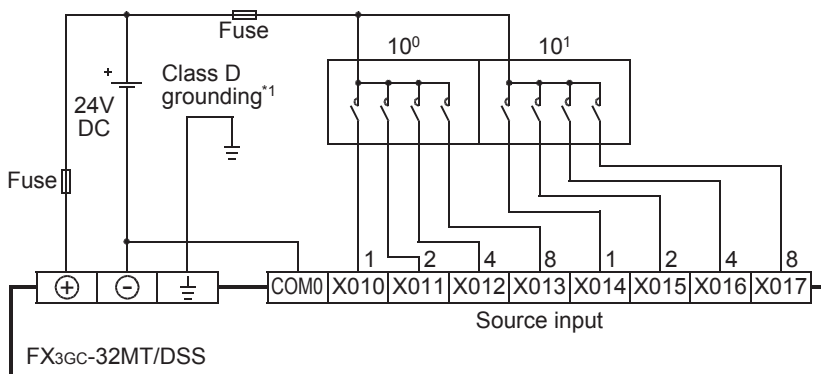 Fuse
10⁰ 10¹
+
Class D
grounding*1
24V
DC
Fuse
1 2 4 8 1 2 4 8
+ - COM0 X010 X011 X012 X013 X014 X015 X016 X017
Source input
FX3GC-32MT/DSS